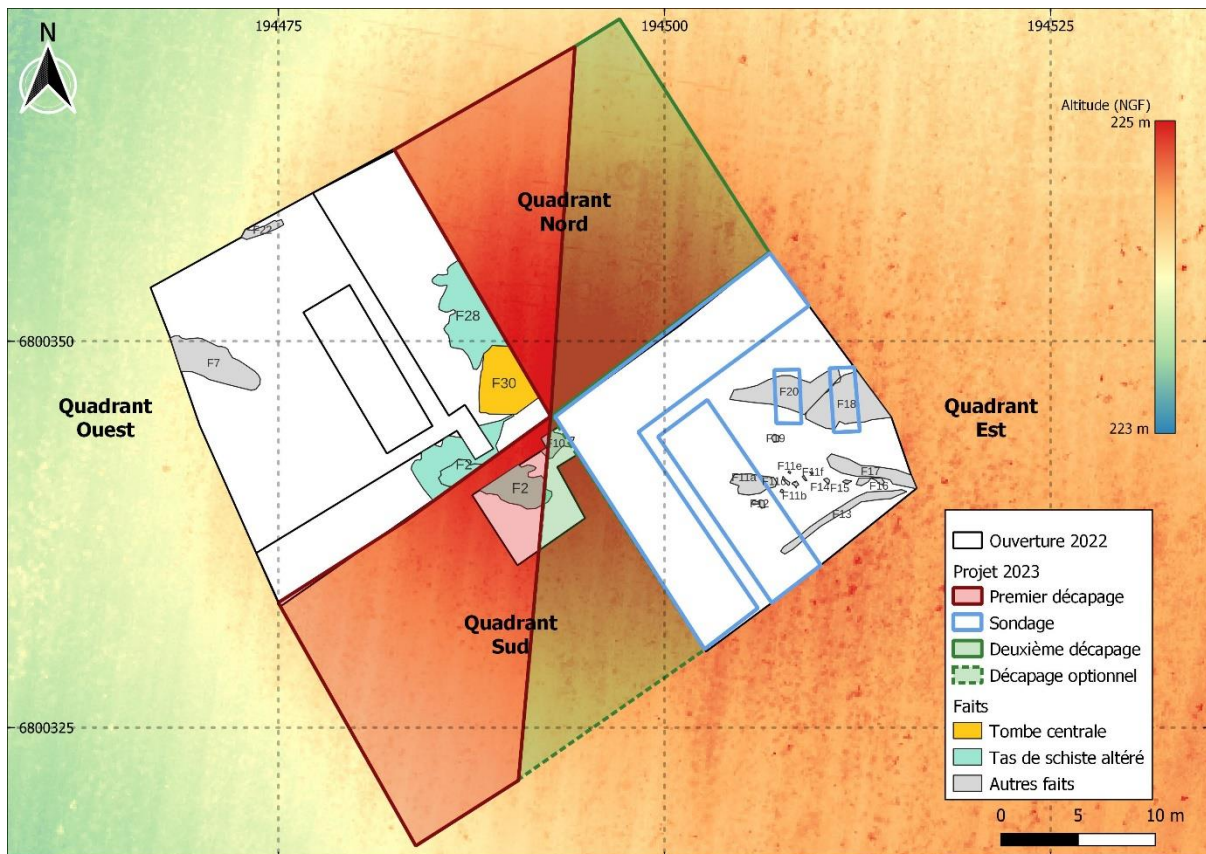 194475
194500
194525
N
Altitude (NGF)
225 m
223 m
6800350
6800325
Quadrant
Nord
Quadrant
Ouest
Quadrant
Est
Quadrant
Sud
F22
F7
F28
F30
F2
F2
F10
F20
F18
F19
F11a
F11e
F11f
F11b
F14
F15
F17
F16
F12
F13
Ouverture 2022
Projet 2023
Premier décapage
Sondage
Deuxième décapage
Décapage optionnel
Faits
Tombe centrale
Tas de schiste altéré
Autres faits
0 5 10 m